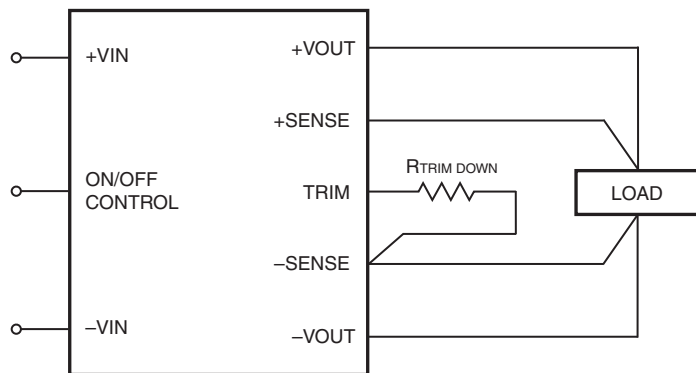 +VIN
ON/OFF
CONTROL
–VIN
+VOUT
+SENSE
TRIM
–SENSE
–VOUT
RTRIM DOWN
LOAD